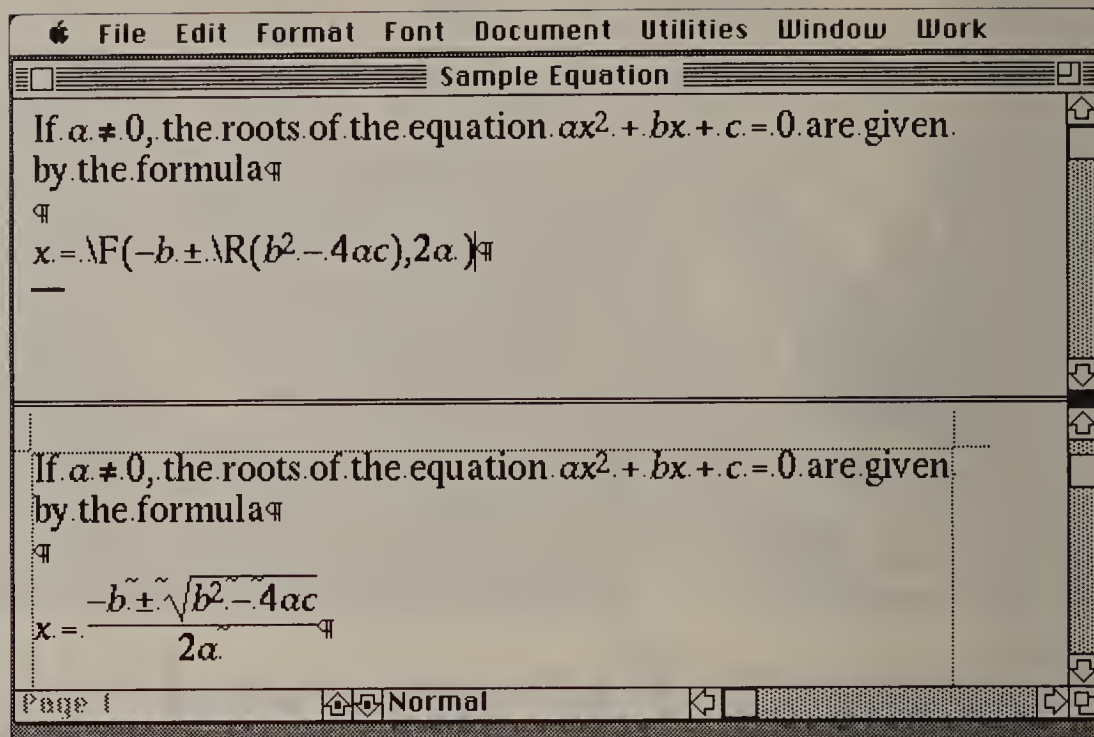 File Edit Format Font Document Utilities Window Work
Sample Equation
If a ≠ 0, the roots of the equation ax² + bx + c = 0 are given
by the formula¶
¶
x = \F(–b ± \R(b² – 4ac),2a )¶
If a ≠ 0, the roots of the equation ax² + bx + c = 0 are given
by the formula¶
¶
x = –b ± √b² – 4ac ¶
2a
Page 1 Normal